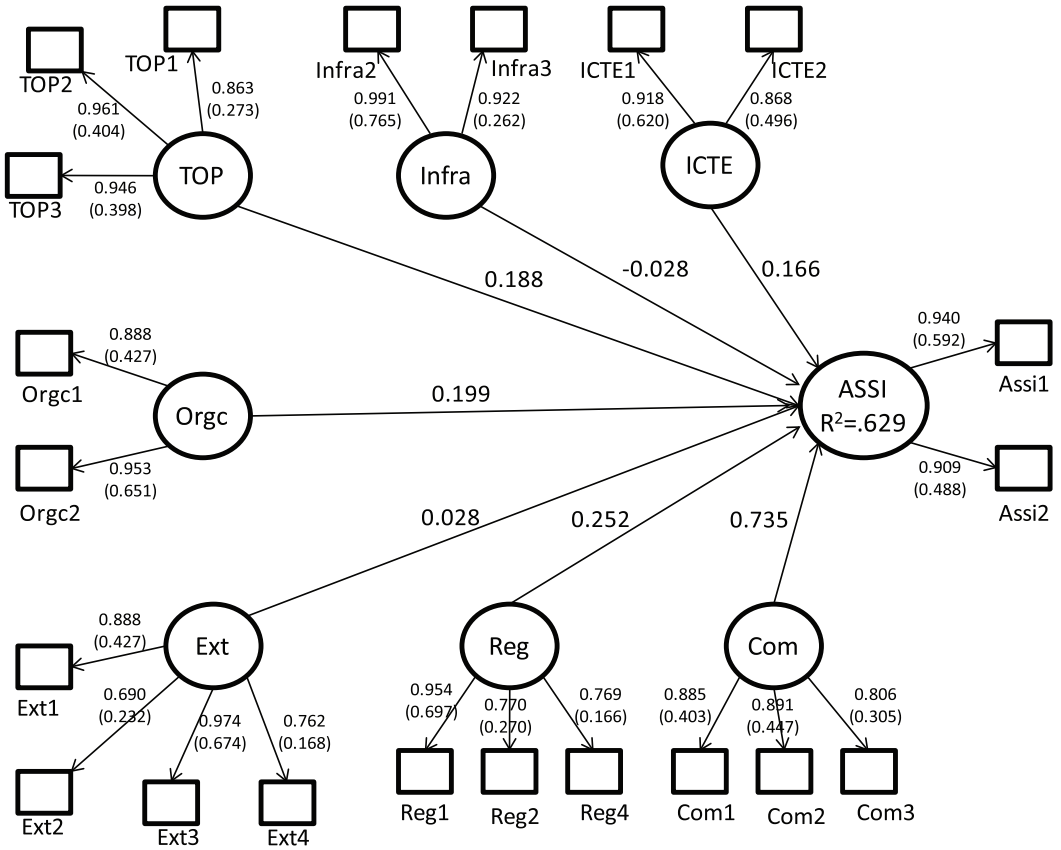 TOP2
TOP1
Infra2
Infra3
ICTE1
ICTE2
0.961
(0.404)
0.863
(0.273)
0.991
(0.765)
0.922
(0.262)
0.918
(0.620)
0.868
(0.496)
TOP3
0.946
(0.398)
TOP
Infra
ICTE
0.188
-0.028
0.166
Orgc1
0.888
(0.427)
Orgc
0.199
ASSI
R²=.629
0.940
(0.592)
Assi1
Orgc2
0.953
(0.651)
0.909
(0.488)
Assi2
0.028
0.252
0.735
Ext
Reg
Com
Ext1
0.888
(0.427)
0.690
(0.232)
0.974
(0.674)
0.762
(0.168)
0.954
(0.697)
0.770
(0.270)
0.769
(0.166)
0.885
(0.403)
0.891
(0.447)
0.806
(0.305)
Ext2
Ext3
Ext4
Reg1
Reg2
Reg4
Com1
Com2
Com3